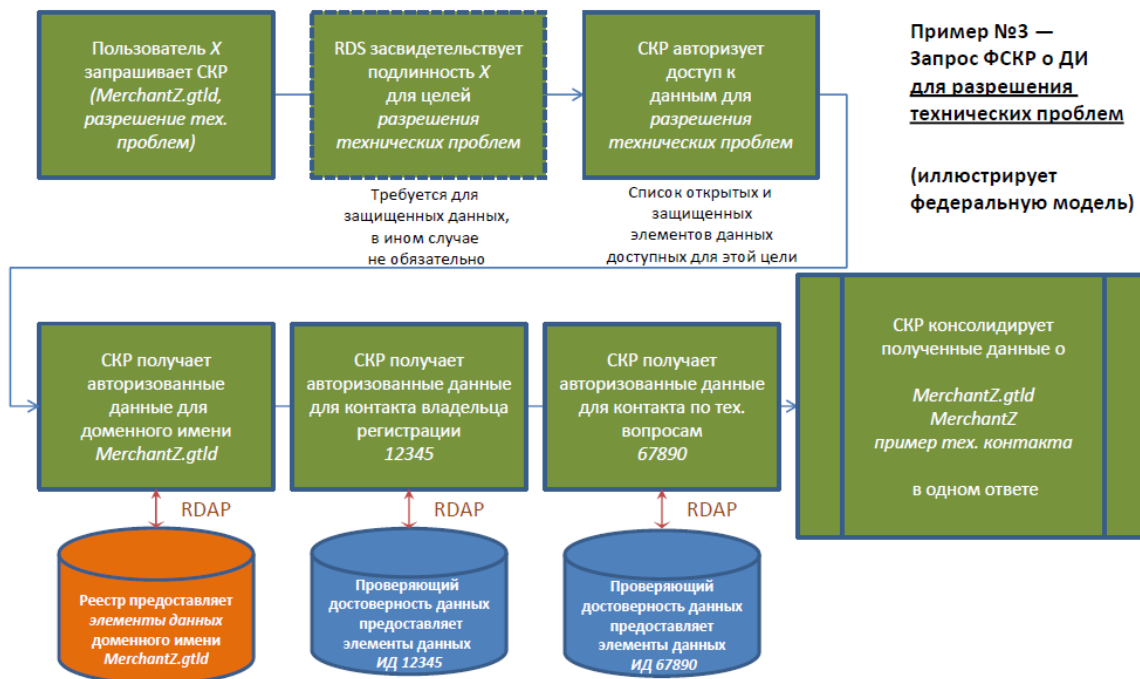 Пользователь X
запрашивает СКР
(MerchantZ.gtld,
разрешение тех.
проблем)
RDS засвидетельствует
подлинность X
для целей
разрешения
технических проблем
СКР авторизует
доступ к
данным для
разрешения
технических проблем
Пример №3 —
Запрос ФСКР о ДИ
для разрешения
технических проблем
(иллюстрирует
федеральную модель)
Требуется для
защищенных данных,
в ином случае
не обязательно
Список открытых и
защищенных
элементов данных
доступных для этой цели
СКР получает
авторизованные
данные для
доменного имени
MerchantZ.gtld
СКР получает
авторизованные данные
для контакта владельца
регистрации
12345
СКР получает
авторизованные данные
для контакта по тех.
вопросам
67890
СКР консолидирует
полученные данные о
MerchantZ.gtld
MerchantZ
пример тех. контакта
в одном ответе
RDAP
RDAP
RDAP
Реестр предоставляет
элементы данных
доменного имени
MerchantZ.gtld
Проверяющий
достоверность данных
предоставляет
элементы данных
ИД 12345
Проверяющий
достоверность данных
предоставляет
элементы данных
ИД 67890